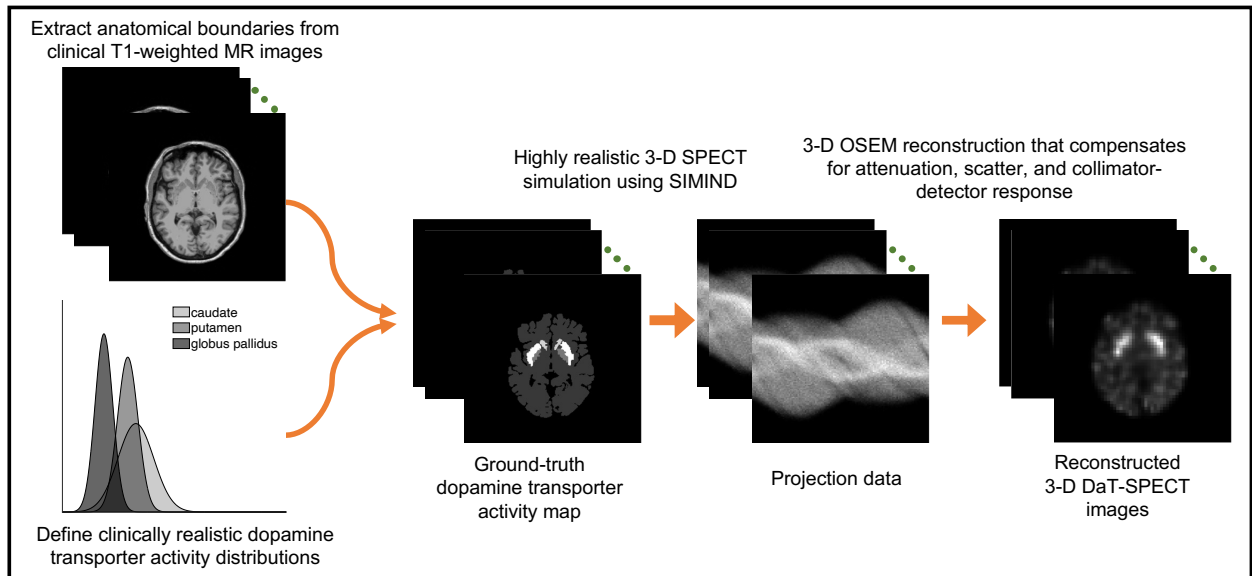 Extract anatomical boundaries from
clinical T1-weighted MR images
caudate
putamen
globus pallidus
Define clinically realistic dopamine
transporter activity distributions
Highly realistic 3-D SPECT
simulation using SIMIND
Ground-truth
dopamine transporter
activity map
Projection data
3-D OSEM reconstruction that compensates
for attenuation, scatter, and collimator-
detector response
Reconstructed
3-D DaT-SPECT
images